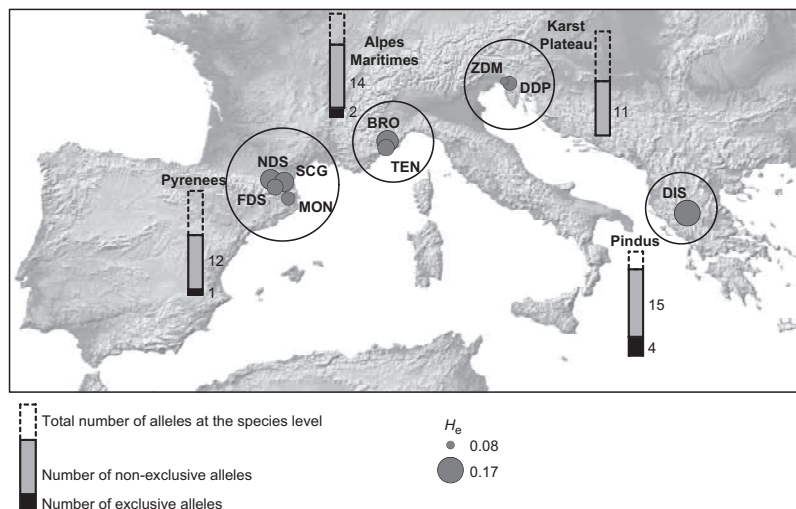 Karst
Plateau
Alpes
Maritimes
ZDM
DDP
14
11
2
BRO
TEN
NDS
SCG
Pyrenees
FDS
MON
DIS
Pindus
12
1
15
4
Total number of alleles at the species level
Number of non-exclusive alleles
Number of exclusive alleles
He
0.08
0.17